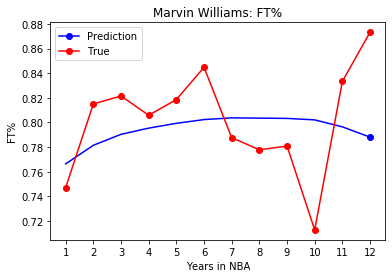 Marvin Williams: FT%
Prediction
True
0.88
0.86
0.84
0.82
0.80
0.78
0.76
0.74
0.72
FT%
1 2 3 4 5 6 7 8 9 10 11 12
Years in NBA